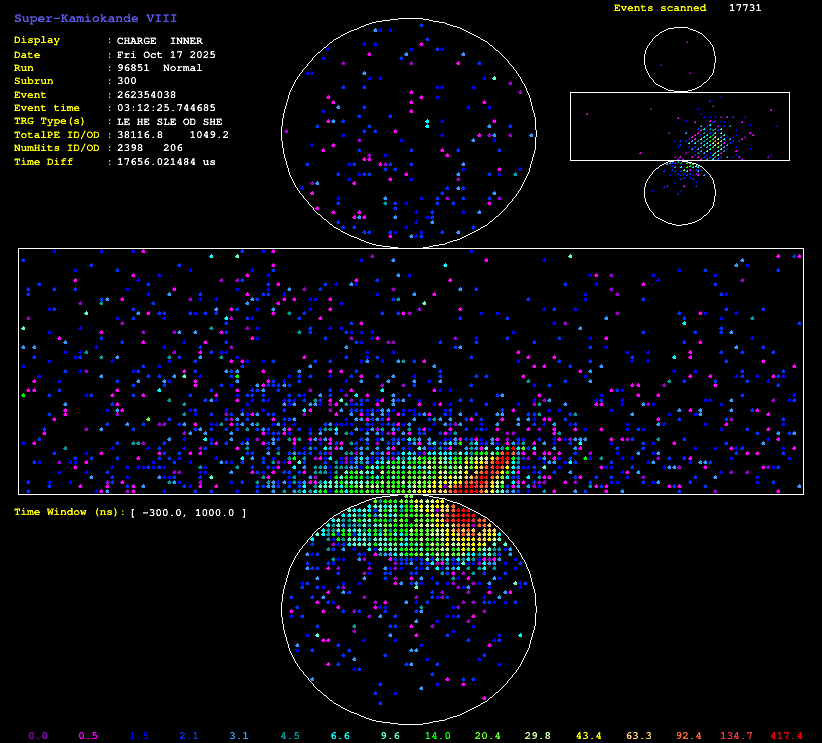 Super-Kamiokande VIII
Events scanned 17731
Display : CHARGE INNER
Date : Fri Oct 17 2025
Run : 96851 Normal
Subrun : 300
Event : 262354038
Event time : 03:12:25.744685
TRG Type(s) : LE HE SLE OD SHE
TotalPE ID/OD : 38116.8 1049.2
NumHits ID/OD : 2398 206
Time Diff : 17656.021484 us
Time Window (ns): [ -300.0, 1000.0 ]
0.0 0.5 1.5 2.1 3.1 4.5 6.6 9.6 14.0 20.4 29.8 43.4 63.3 92.4 134.7 417.4